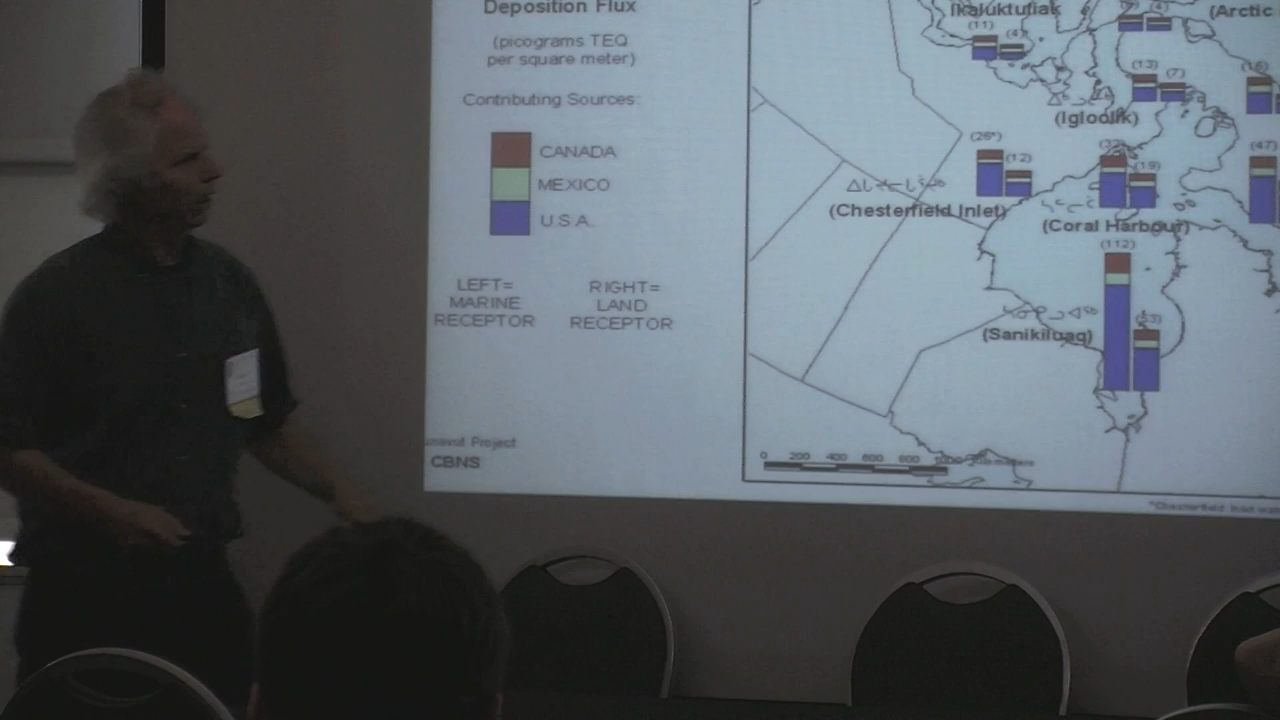 Deposition Flux
(picograms TEQ
per square meter)
Contributing Sources:
CANADA
MEXICO
U.S.A.
LEFT=
MARINE
RECEPTOR
RIGHT=
LAND
RECEPTOR
Project
CBNS
Ikaluktutiak
(11)
(4)
(4)
(Arctic
(13)
(7)
(Igloolik)
(26*)
(12)
(19)
(47)
(Chesterfield Inlet)
(Coral Harbour)
(112)
(Sanikiluaq)
(53)
0 200 400 600 800
*Chesterfield Inlet